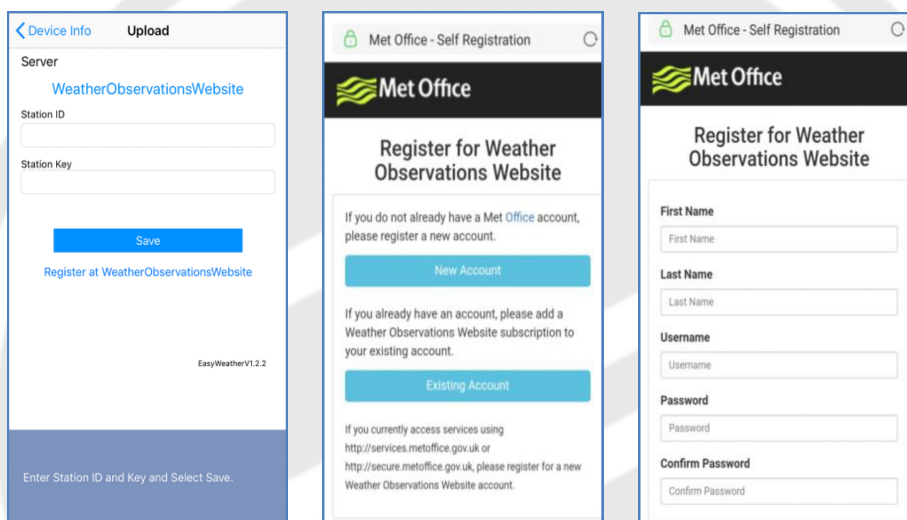 Device Info Upload
Server
WeatherObservationsWebsite
Station ID
Station Key
Save
Register at WeatherObservationsWebsite
EasyWeatherV1.2.2
Enter Station ID and Key and Select Save.
Met Office - Self Registration
Met Office
Register for Weather
Observations Website
If you do not already have a Met Office account,
please register a new account.
New Account
If you already have an account, please add a
Weather Observations Website subscription to
your existing account.
Existing Account
If you currently access services using
http://services.metoffice.gov.uk or
http://secure.metoffice.gov.uk, please register for a new
Weather Observations Website account.
Met Office - Self Registration
Met Office
Register for Weather
Observations Website
First Name
First Name
Last Name
Last Name
Username
Username
Password
Password
Confirm Password
Confirm Password